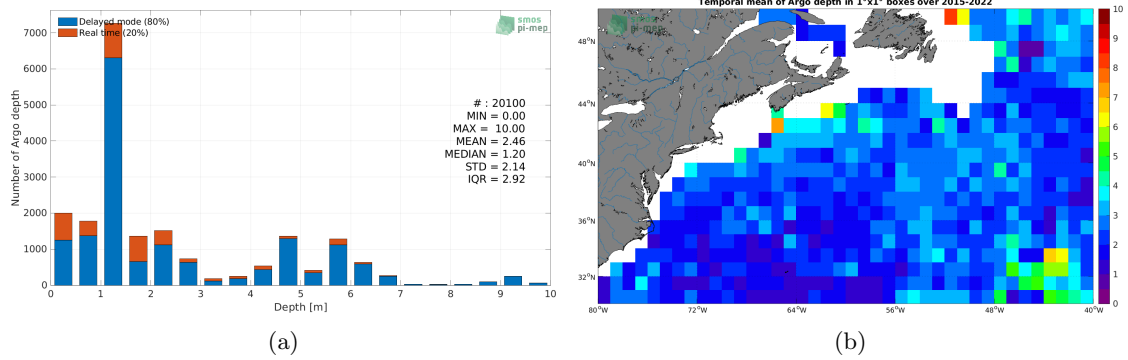 Delayed mode (80%)
Real time (20%)
smos
pi-mep
7000
6000
5000
4000
3000
2000
1000
0
Number of Argo depth
# : 20100
MIN = 0.00
MAX = 10.00
MEAN = 2.46
MEDIAN = 1.20
STD = 2.14
IQR = 2.92
0 1 2 3 4 5 6 7 8 9 10
Depth [m]
(a)
Temporal mean of Argo depth in 1°x1° boxes over 2015-2022
smos
pi-mep
48°N
44°N
40°N
36°N
32°N
80°W 72°W 64°W 56°W 48°W 40°W
10
9
8
7
6
5
4
3
2
1
0
(b)